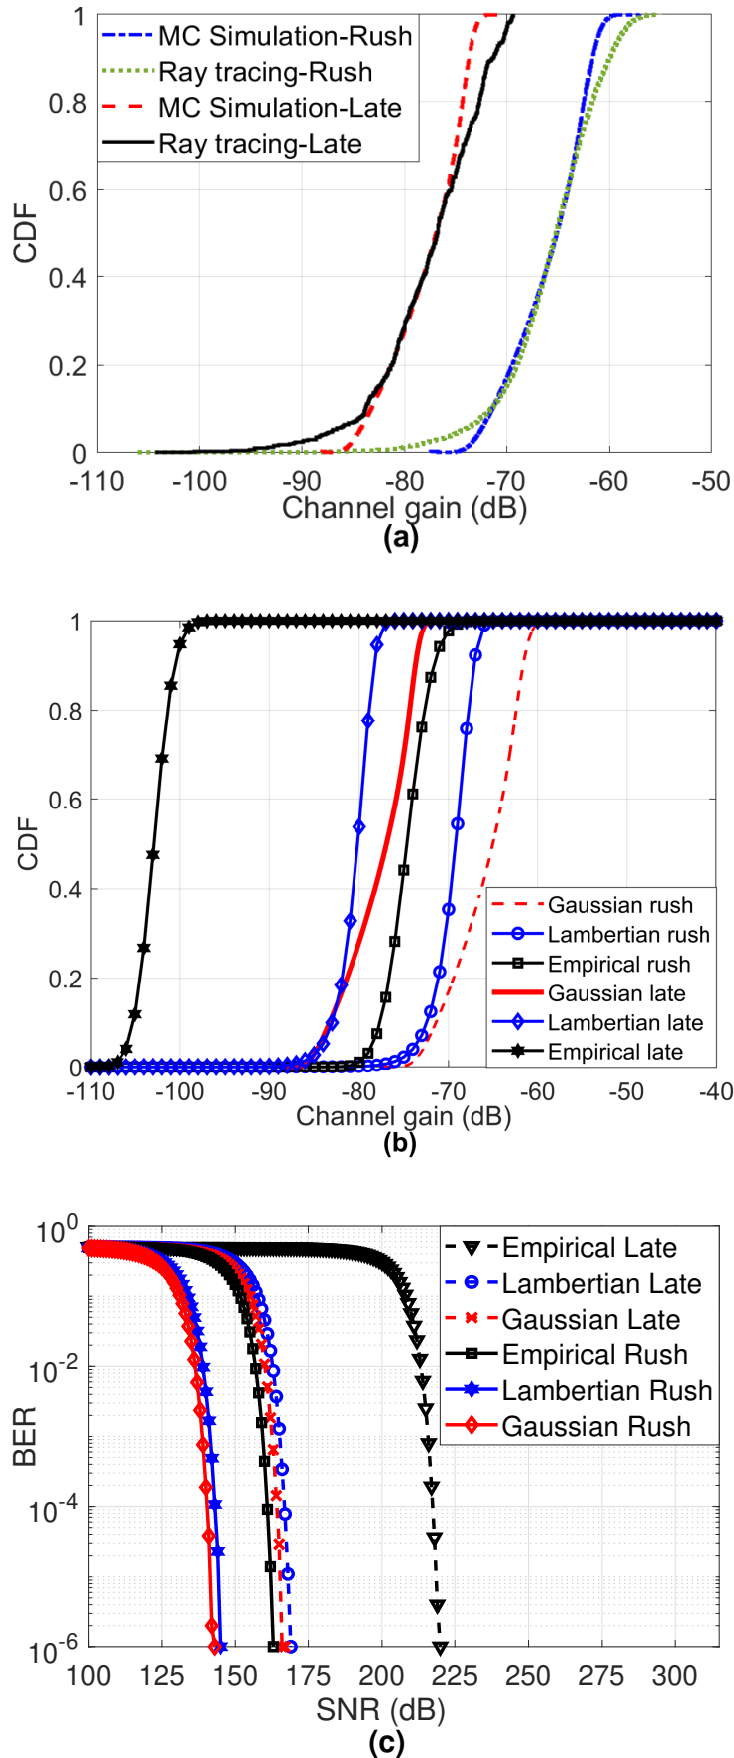 MC Simulation-Rush
Ray tracing-Rush
MC Simulation-Late
Ray tracing-Late
1
0.8
0.6
0.4
0.2
0
CDF
-110 -100 -90 -80 -70 -60 -50
Channel gain (dB)
(a)
1
0.8
0.6
0.4
0.2
0
CDF
Gaussian rush
Lambertian rush
Empirical rush
Gaussian late
Lambertian late
Empirical late
-110 -100 -90 -80 -70 -60 -50 -40
Channel gain (dB)
(b)
10^0
10^-2
10^-4
10^-6
BER
Empirical Late
Lambertian Late
Gaussian Late
Empirical Rush
Lambertian Rush
Gaussian Rush
100 125 150 175 200 225 250 275 300
SNR (dB)
(c)